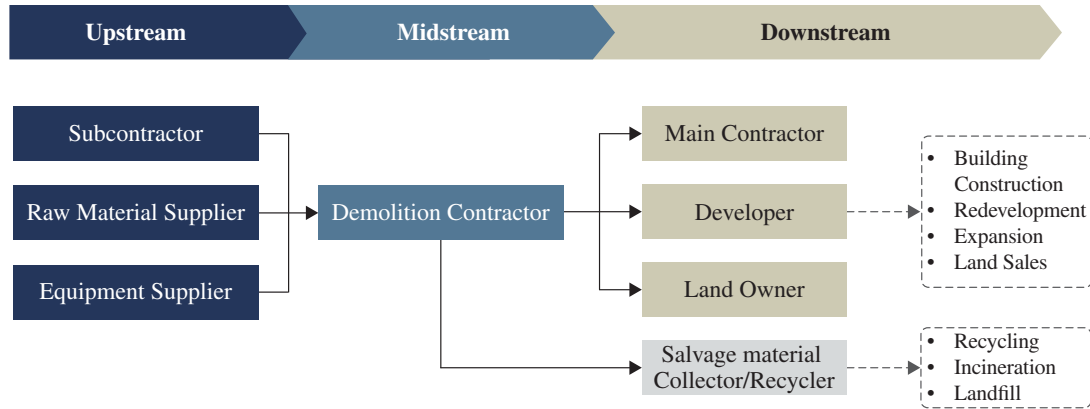 Upstream
Midstream
Downstream
Subcontractor
Raw Material Supplier
Equipment Supplier
Demolition Contractor
Main Contractor
Developer
Land Owner
Salvage material
Collector/Recycler
• Building
Construction
• Redevelopment
• Expansion
• Land Sales
• Recycling
• Incineration
• Landfill